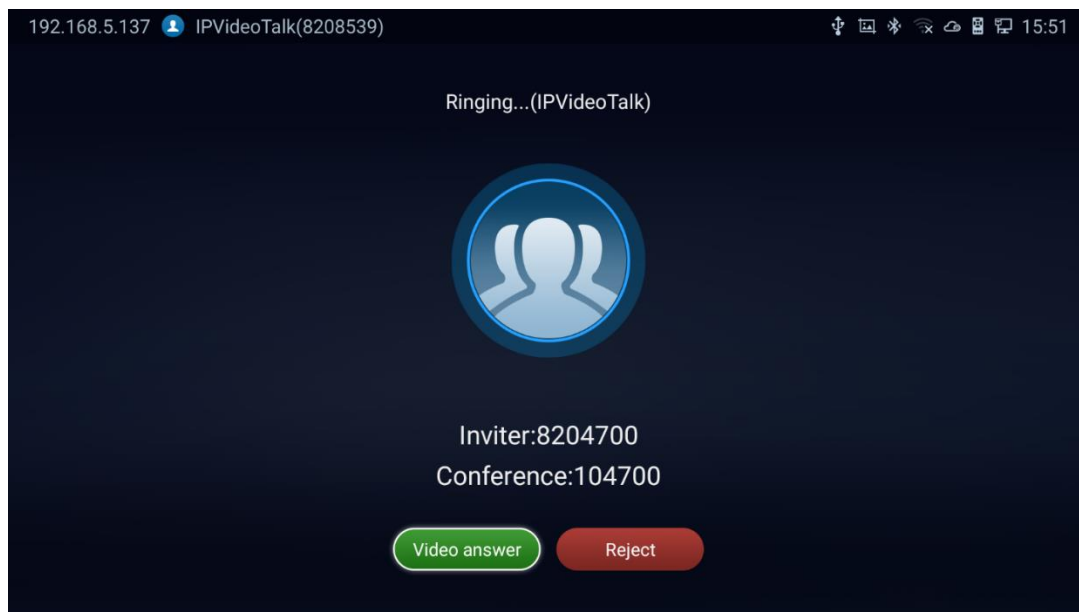 192.168.5.137 IPVideoTalk(8208539) 15:51
Ringing...(IPVideoTalk)
Inviter:8204700
Conference:104700
Video answer Reject